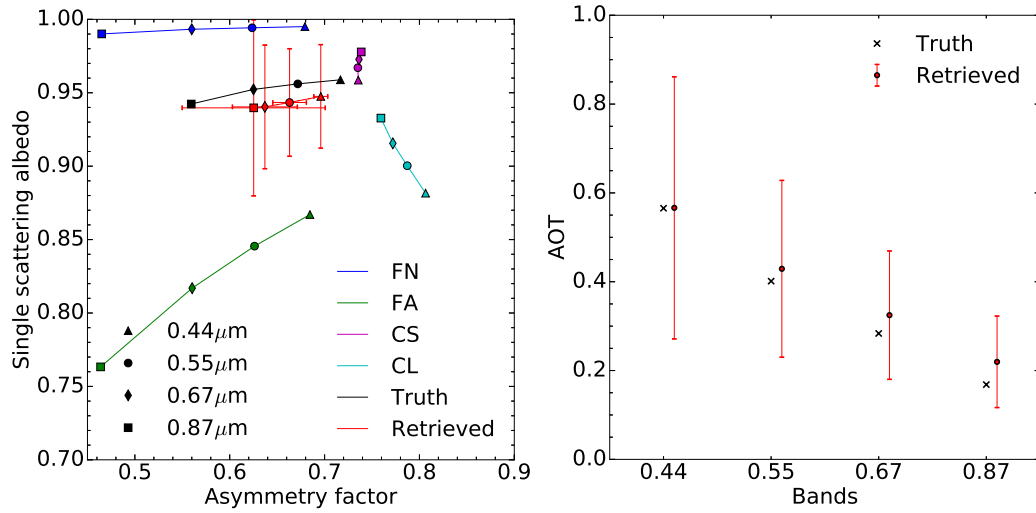 Single scattering albedo
1.00
0.95
0.90
0.85
0.80
0.75
0.70
0.5 0.6 0.7 0.8 0.9
Asymmetry factor
0.44μm
0.55μm
0.67μm
0.87μm
FN
FA
CS
CL
Truth
Retrieved
AOT
1.0
0.8
0.6
0.4
0.2
0.0
0.44 0.55 0.67 0.87
Bands
Truth
Retrieved